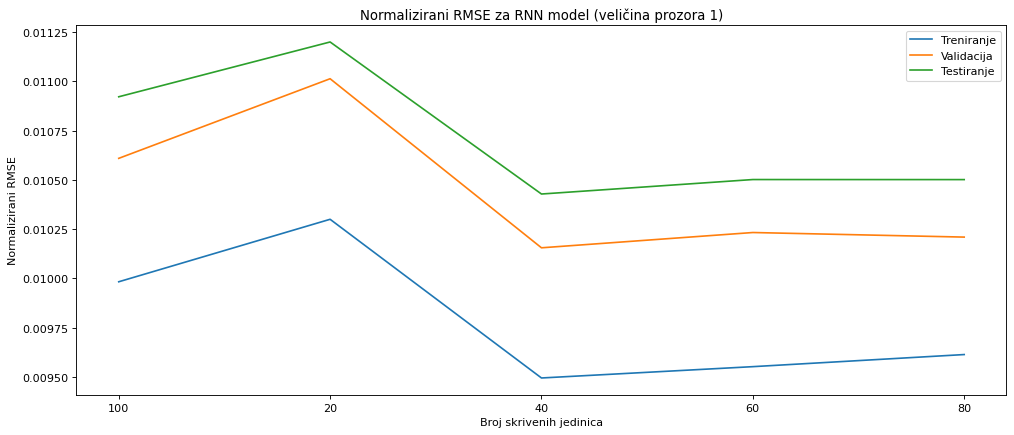 Normalizirani RMSE za RNN model (veličina prozora 1)
Treniranje
Validacija
Testiranje
Normalizirani RMSE
0.01125
0.01100
0.01075
0.01050
0.01025
0.01000
0.00975
0.00950
100 20 40 60 80
Broj skrivenih jedinica